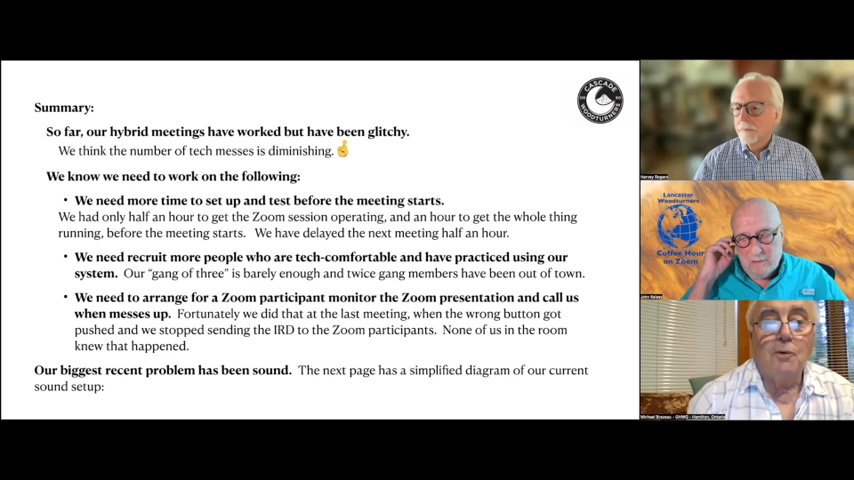 CASCADE
WOODTURNERS
Summary:
So far, our hybrid meetings have worked but have been glitchy.
We think the number of tech messes is diminishing.
We know we need to work on the following:
• We need more time to set up and test before the meeting starts.
We had only half an hour to get the Zoom session operating, and an hour to get the whole thing
running, before the meeting starts. We have delayed the next meeting half an hour.
• We need recruit more people who are tech-comfortable and have practiced using our
system. Our “gang of three” is barely enough and twice gang members have been out of town.
• We need to arrange for a Zoom participant monitor the Zoom presentation and call us
when messes up. Fortunately we did that at the last meeting, when the wrong button got
pushed and we stopped sending the IRD to the Zoom participants. None of us in the room
knew that happened.
Our biggest recent problem has been sound. The next page has a simplified diagram of our current
sound setup:
Harvey Rogers
Lancaster
Woodturners
Coffee Hour
on Zoom
John Kelsey
Michael Brazeau - GHWG - Hamilton, Ontario